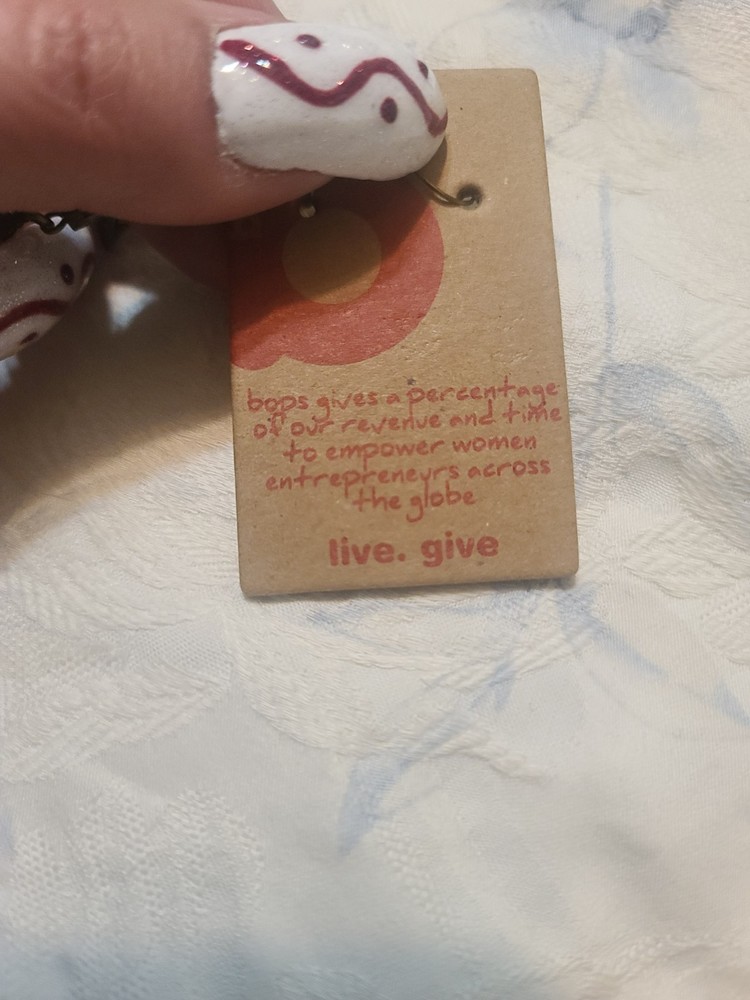 bops gives a percentage
of our revenue and time
to empower women
entrepreneurs across
the globe
live. give